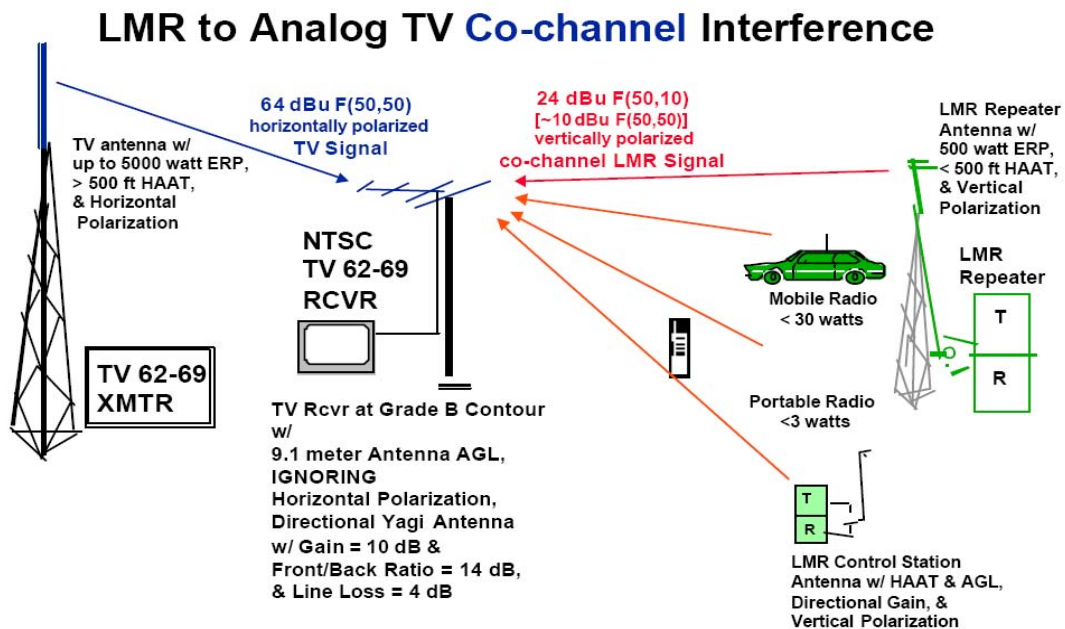 LMR to Analog TV Co-channel Interference
64 dBu F(50,50)
horizontally polarized
TV Signal
24 dBu F(50,10)
[~10 dBu F(50,50)]
vertically polarized
co-channel LMR Signal
LMR Repeater
Antenna w/
500 watt ERP,
< 500 ft HAAT,
& Vertical
Polarization
TV antenna w/
up to 5000 watt ERP,
> 500 ft HAAT,
& Horizontal
Polarization
NTSC
TV 62-69
RCVR
LMR
Repeater
T
R
Mobile Radio
< 30 watts
TV 62-69
XMTR
Portable Radio
<3 watts
TV Rcvr at Grade B Contour
w/
9.1 meter Antenna AGL,
IGNORING
Horizontal Polarization,
Directional Yagi Antenna
w/ Gain = 10 dB &
Front/Back Ratio = 14 dB,
& Line Loss = 4 dB
T
R
LMR Control Station
Antenna w/ HAAT & AGL,
Directional Gain, &
Vertical Polarization